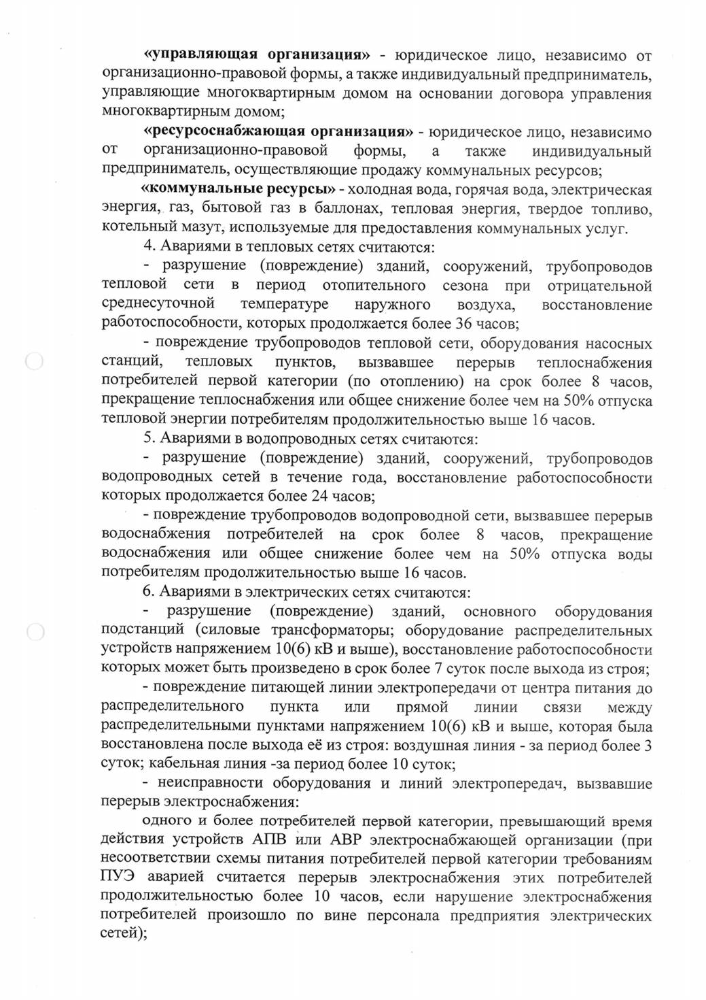 «управляющая организация» - юридическое лицо, независимо от
организационно-правовой формы, а также индивидуальный предприниматель,
управляющие многоквартирным домом на основании договора управления
многоквартирным домом;
«ресурсоснабжающая организация» - юридическое лицо, независимо
от организационно-правовой формы, а также индивидуальный
предприниматель, осуществляющие продажу коммунальных ресурсов;
«коммунальные ресурсы» - холодная вода, горячая вода, электрическая
энергия, газ, бытовой газ в баллонах, тепловая энергия, твердое топливо,
котельный мазут, используемые для предоставления коммунальных услуг.
4. Авариями в тепловых сетях считаются:
- разрушение (повреждение) зданий, сооружений, трубопроводов
тепловой сети в период отопительного сезона при отрицательной
среднесуточной температуре наружного воздуха, восстановление
работоспособности, которых продолжается более 36 часов;
- повреждение трубопроводов тепловой сети, оборудования насосных
станций, тепловых пунктов, вызвавшее перерыв теплоснабжения
потребителей первой категории (по отоплению) на срок более 8 часов,
прекращение теплоснабжения или общее снижение более чем на 50% отпуска
тепловой энергии потребителям продолжительностью выше 16 часов.
5. Авариями в водопроводных сетях считаются:
- разрушение (повреждение) зданий, сооружений, трубопроводов
водопроводных сетей в течение года, восстановление работоспособности
которых продолжается более 24 часов;
- повреждение трубопроводов водопроводной сети, вызвавшее перерыв
водоснабжения потребителей на срок более 8 часов, прекращение
водоснабжения или общее снижение более чем на 50% отпуска воды
потребителям продолжительностью выше 16 часов.
6. Авариями в электрических сетях считаются:
- разрушение (повреждение) зданий, основного оборудования
подстанций (силовые трансформаторы; оборудование распределительных
устройств напряжением 10(6) кВ и выше), восстановление работоспособности
которых может быть произведено в срок более 7 суток после выхода из строя;
- повреждение питающей линии электропередачи от центра питания до
распределительного пункта или прямой линии связи между
распределительными пунктами напряжением 10(6) кВ и выше, которая была
восстановлена после выхода её из строя: воздушная линия - за период более 3
суток; кабельная линия -за период более 10 суток;
- неисправности оборудования и линий электропередач, вызвавшие
перерыв электроснабжения:
одного и более потребителей первой категории, превышающий время
действия устройств АПВ или АВР электроснабжающей организации (при
несоответствии схемы питания потребителей первой категории требованиям
ПУЭ аварией считается перерыв электроснабжения этих потребителей
продолжительностью более 10 часов, если нарушение электроснабжения
потребителей произошло по вине персонала предприятия электрических
сетей);